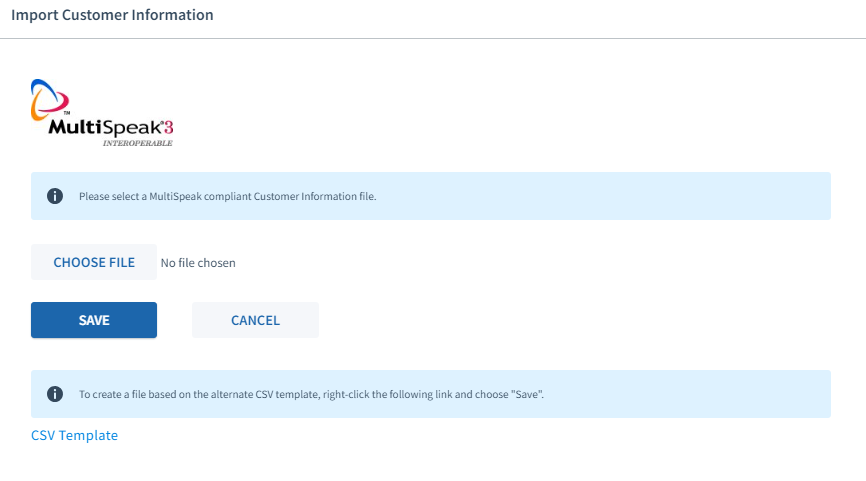 Import Customer Information
TM
MultiSpeak®3
INTEROPERABLE
Please select a MultiSpeak compliant Customer Information file.
CHOOSE FILE No file chosen
SAVE CANCEL
To create a file based on the alternate CSV template, right-click the following link and choose "Save".
CSV Template